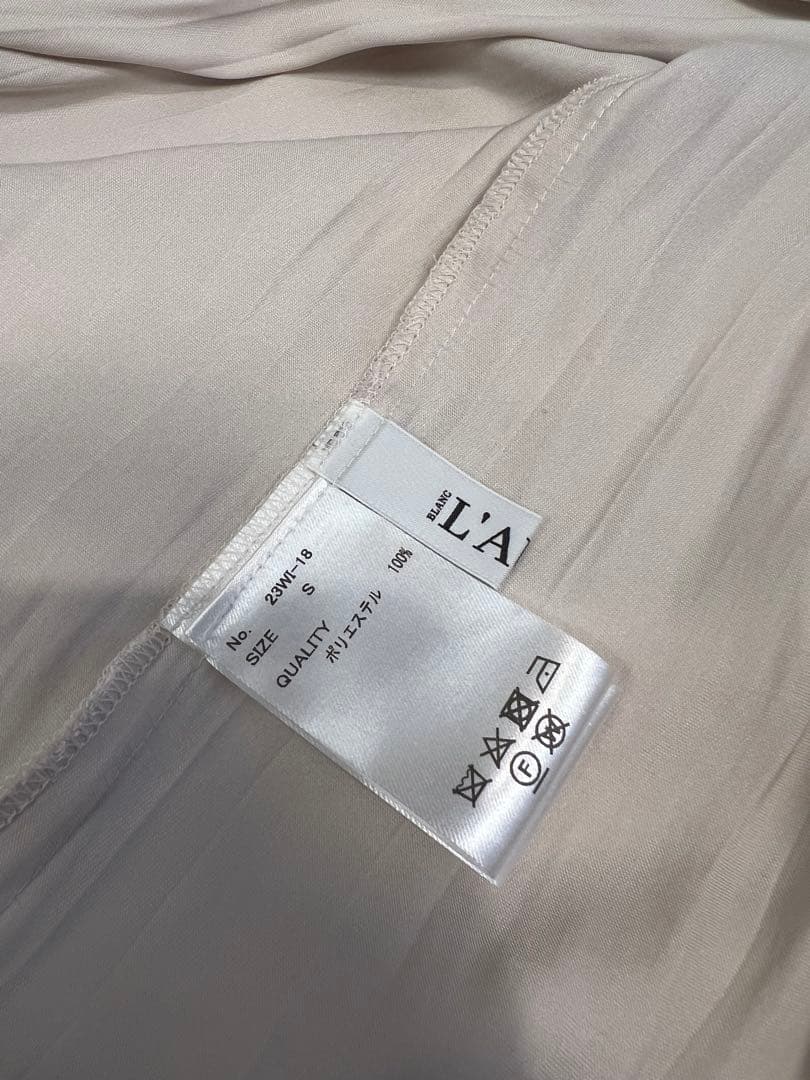 BLANC
L'A
No. 23WI-18
SIZE S
QUALITY
ポリエステル 100%
F
W